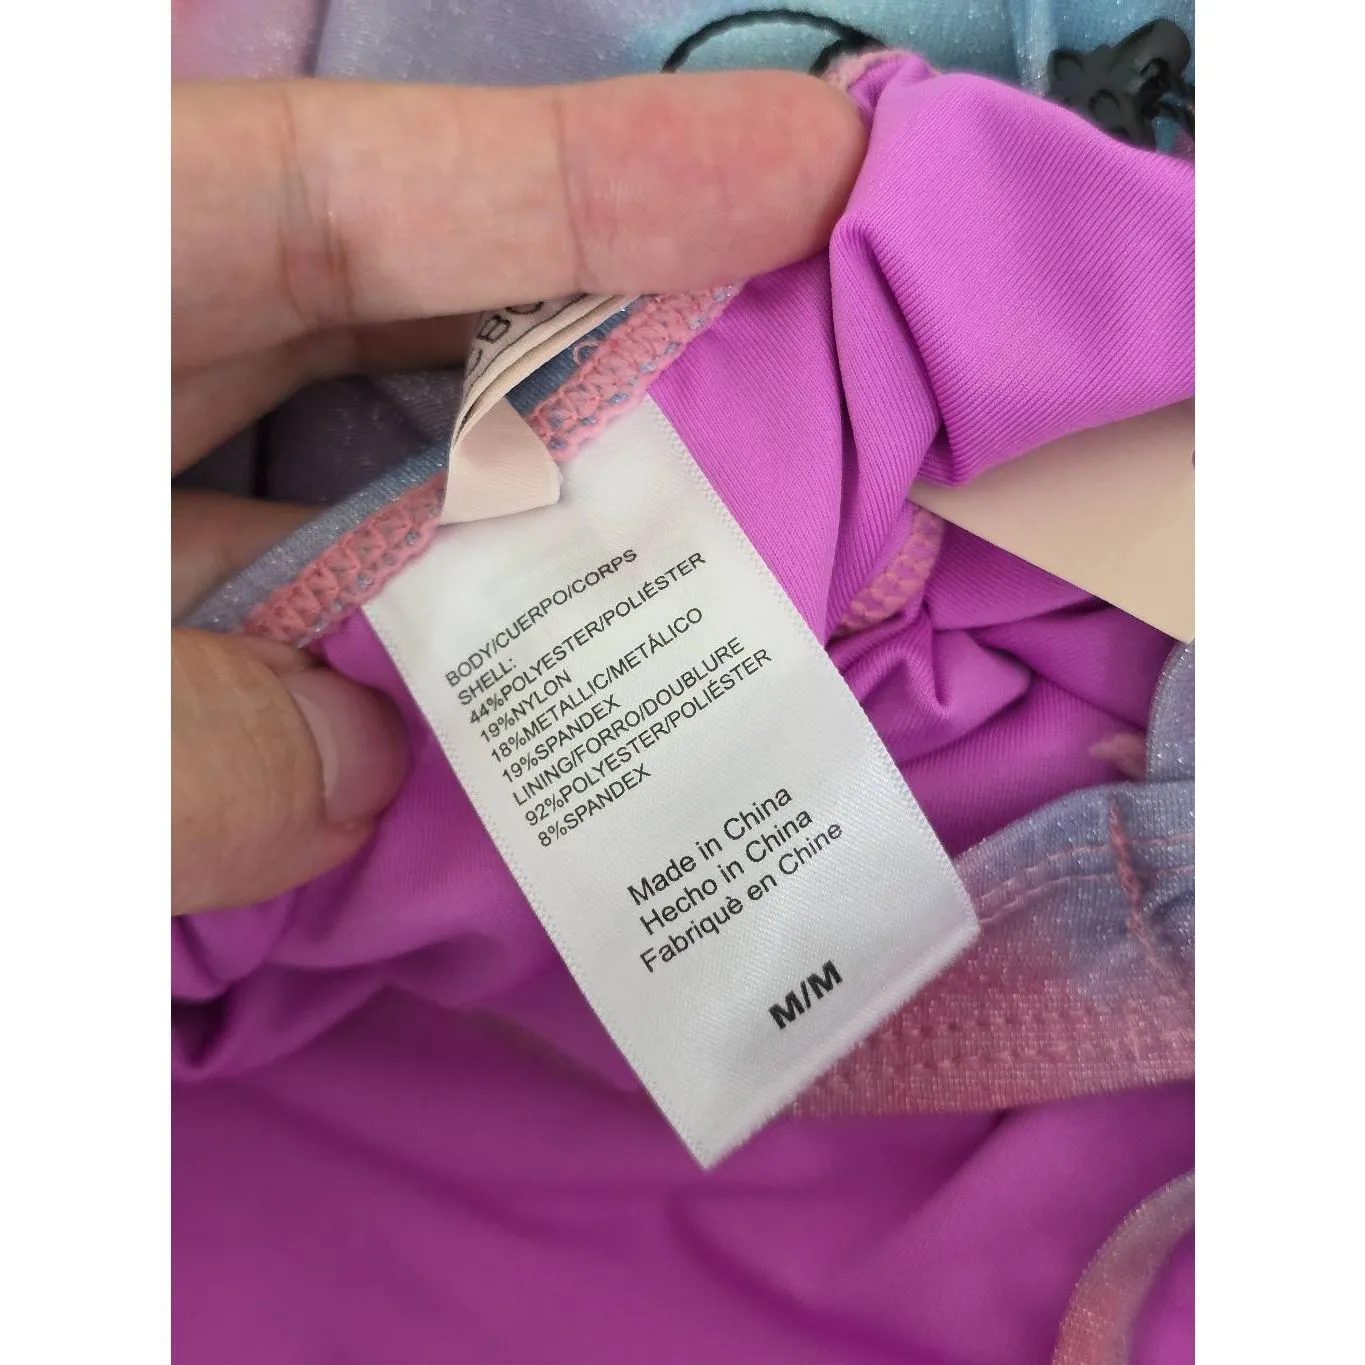 BODY/CUERPO/CORPS
SHELL:
44%POLYESTER/POLIÉSTER
19%NYLON
18%METALLIC/METÁLICO
19%SPANDEX
LINING/FORRO/DOUBLURE
92%POLYESTER/POLIÉSTER
8%SPANDEX
Made in China
Hecho in China
Fabriquè en Chine
M/M